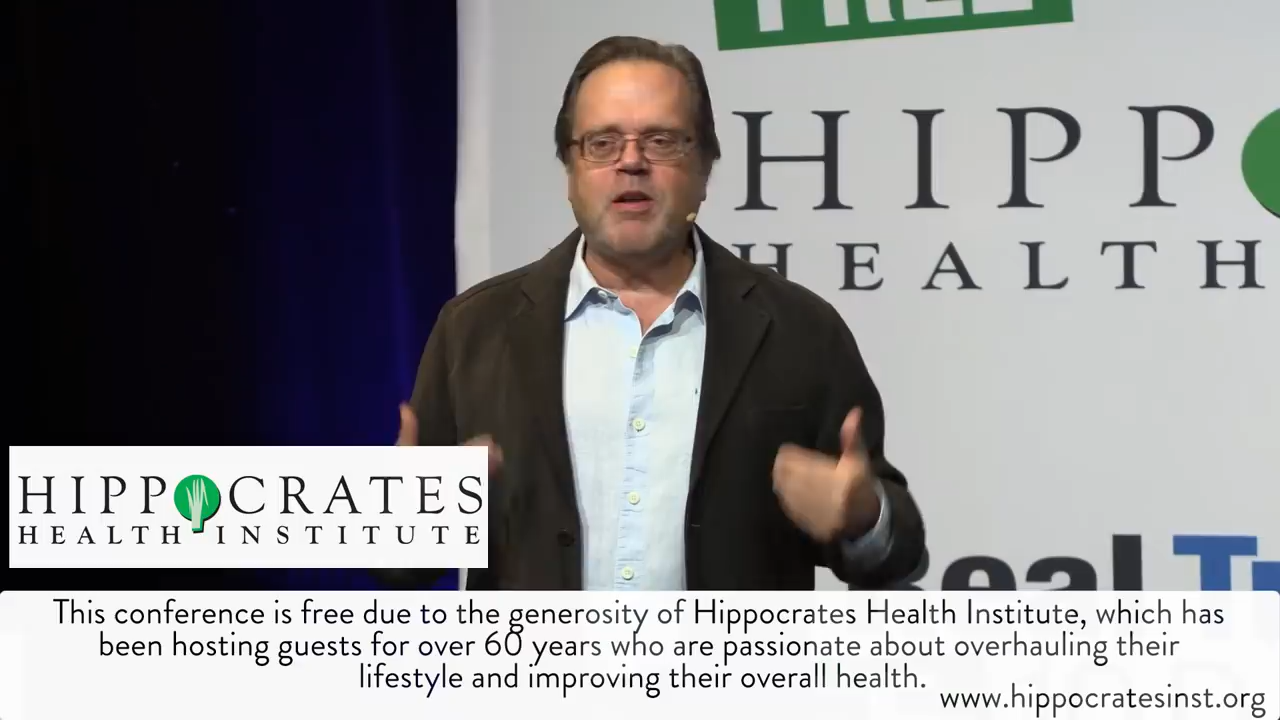 FREE
HIPP
HEALTH
HIPPOCRATES
HEALTH INSTITUTE
Real
This conference is free due to the generosity of Hippocrates Health Institute, which has
been hosting guests for over 60 years who are passionate about overhauling their
lifestyle and improving their overall health.
www.hippocratesinst.org